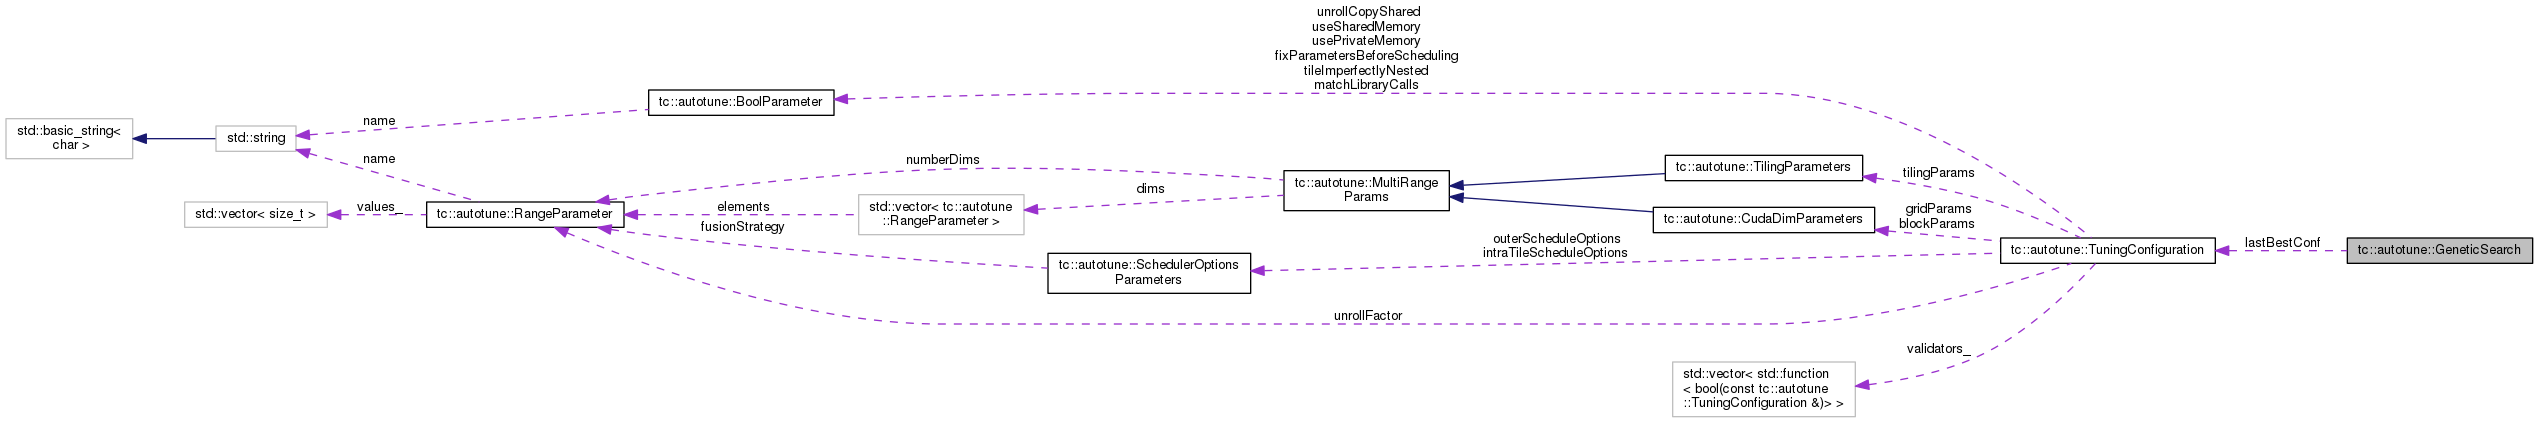 unrollCopyShared
useSharedMemory
usePrivateMemory
fixParametersBeforeScheduling
tileImperfectlyNested
matchLibraryCalls
tc::autotune::BoolParameter
name
std::basic_string<
char >
std::string
name
numberDims
tc::autotune::MultiRange
Params
tc::autotune::TilingParameters
tilingParams
dims
std::vector< size_t >
values_
tc::autotune::RangeParameter
elements
std::vector< tc::autotune
::RangeParameter >
tc::autotune::CudaDimParameters
gridParams
blockParams
fusionStrategy
outerScheduleOptions
intraTileScheduleOptions
tc::autotune::TuningConfiguration
lastBestConf
tc::autotune::GeneticSearch
tc::autotune::SchedulerOptions
Parameters
unrollFactor
validators_
std::vector< std::function
< bool(const tc::autotune
::TuningConfiguration &)> >